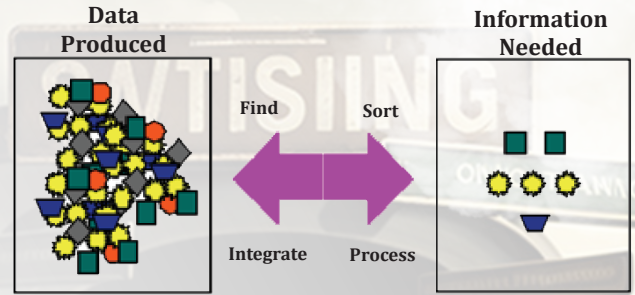 Data
Produced
Information
Needed
Find
Sort
Integrate
Process